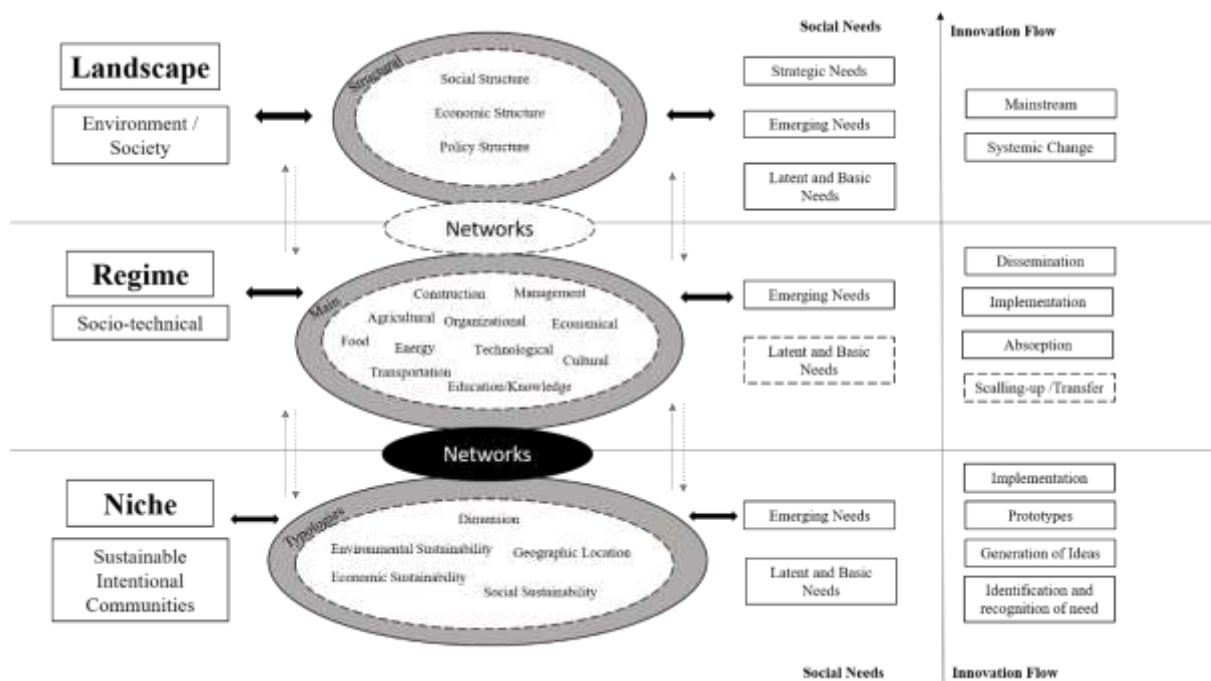 Social Needs
Innovation Flow
Landscape
Environment /
Society
Structural
Social Structure
Economic Structure
Policy Structure
Strategic Needs
Emerging Needs
Latent and Basic
Needs
Mainstream
Systemic Change
Networks
Regime
Socio-technical
Main
Construction
Management
Agricultural
Organizational
Economical
Food
Energy
Technological
Cultural
Transportation
Education/Knowledge
Emerging Needs
Latent and Basic
Needs
Dissemination
Implementation
Absorption
Scalling-up /Transfer
Networks
Niche
Sustainable
Intentional
Communities
Typologies
Dimension
Environmental Sustainability
Geographic Location
Economic Sustainability
Social Sustainability
Emerging Needs
Latent and Basic
Needs
Implementation
Prototypes
Generation of Ideas
Identification and
recognition of need
Social Needs
Innovation Flow